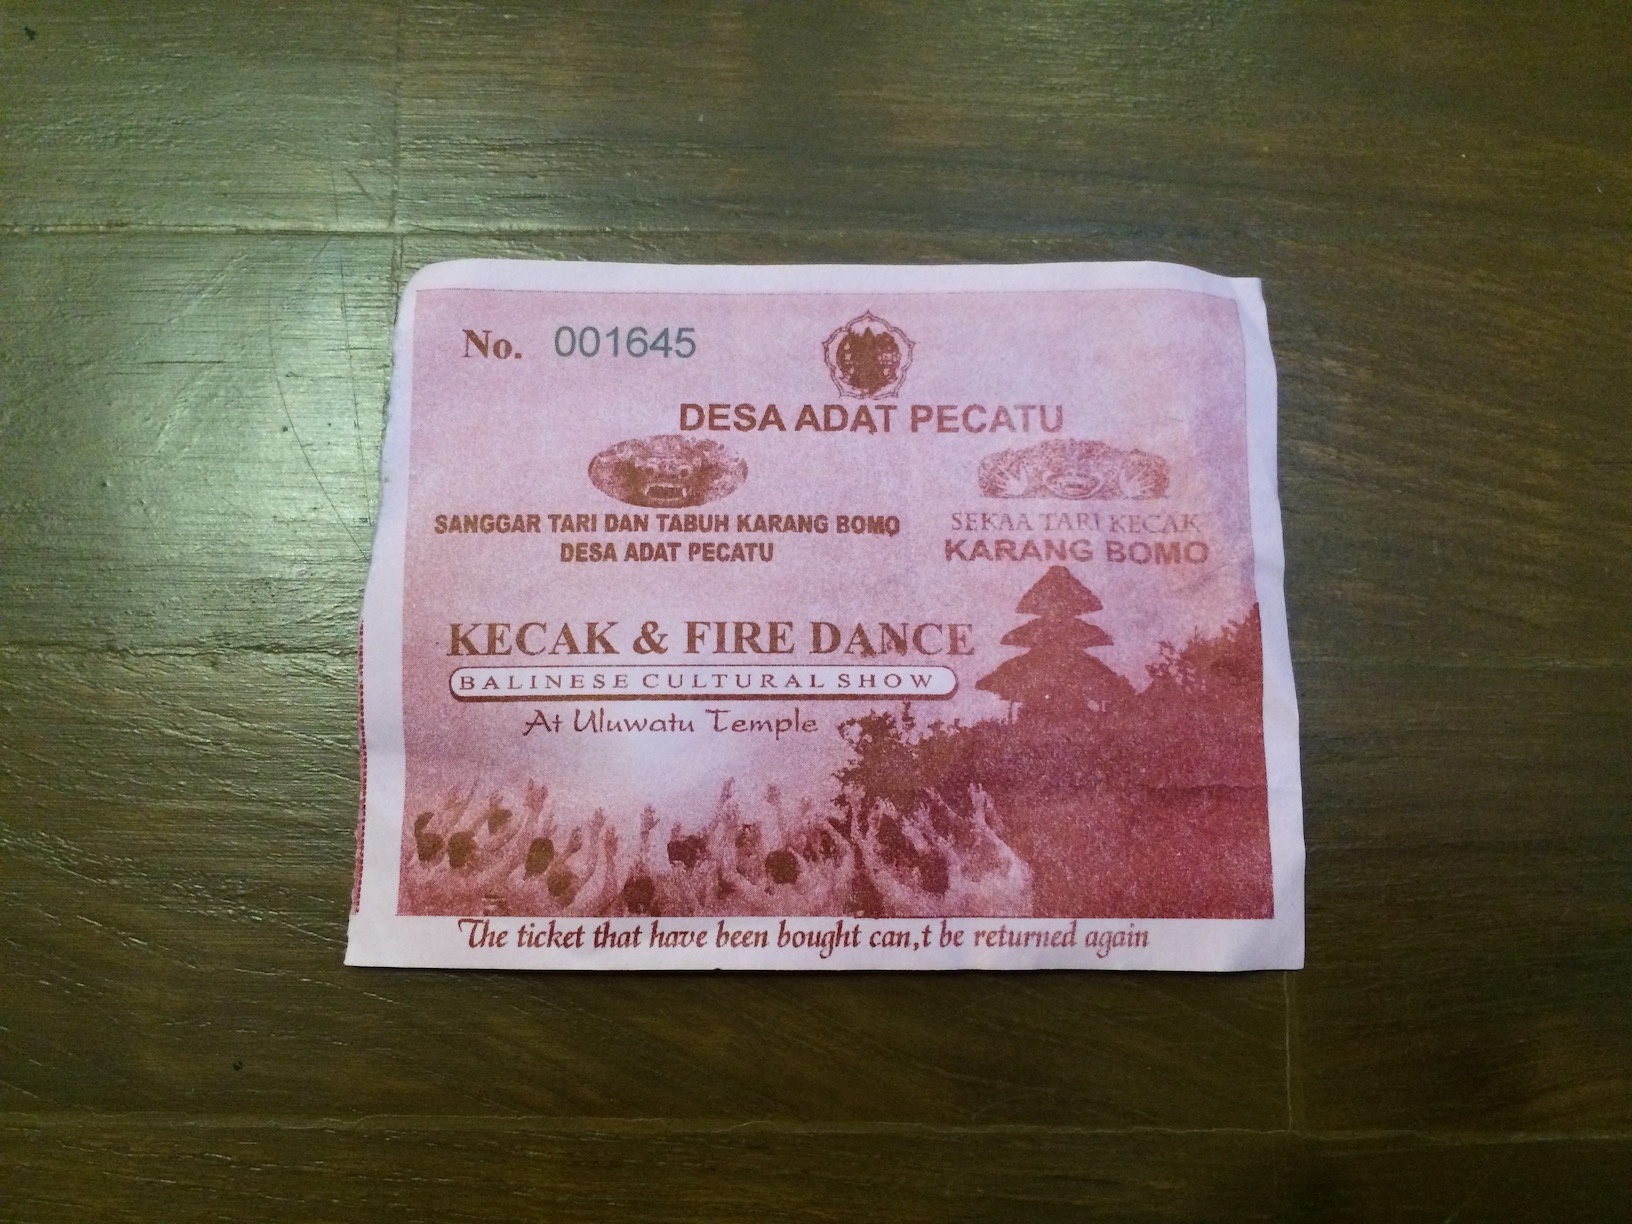 No. 001645
DESA ADAT PECATU
SANGGAR TARI DAN TABUH KARANG BOMO
DESA ADAT PECATU
SEKAA TARI KECAK
KARANG BOMO
KECAK & FIRE DANCE
BALINESE CULTURAL SHOW
At Uluwatu Temple
The ticket that have been bought can,t be returned again